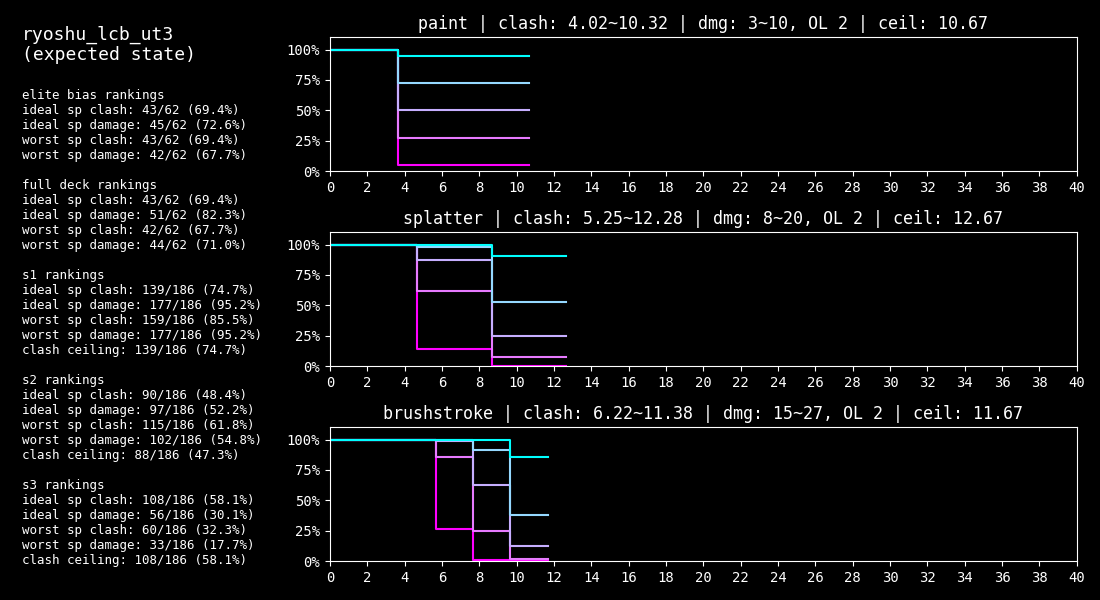 ryoshu_lcb_ut3
(expected state)
elite bias rankings
ideal sp clash: 43/62 (69.4%)
ideal sp damage: 45/62 (72.6%)
worst sp clash: 43/62 (69.4%)
worst sp damage: 42/62 (67.7%)
full deck rankings
ideal sp clash: 43/62 (69.4%)
ideal sp damage: 51/62 (82.3%)
worst sp clash: 42/62 (67.7%)
worst sp damage: 44/62 (71.0%)
s1 rankings
ideal sp clash: 139/186 (74.7%)
ideal sp damage: 177/186 (95.2%)
worst sp clash: 159/186 (85.5%)
worst sp damage: 177/186 (95.2%)
clash ceiling: 139/186 (74.7%)
s2 rankings
ideal sp clash: 90/186 (48.4%)
ideal sp damage: 97/186 (52.2%)
worst sp clash: 115/186 (61.8%)
worst sp damage: 102/186 (54.8%)
clash ceiling: 88/186 (47.3%)
s3 rankings
ideal sp clash: 108/186 (58.1%)
ideal sp damage: 56/186 (30.1%)
worst sp clash: 60/186 (32.3%)
worst sp damage: 33/186 (17.7%)
clash ceiling: 108/186 (58.1%)
paint | clash: 4.02~10.32 | dmg: 3~10, OL 2 | ceil: 10.67
100%
75%
50%
25%
0%
0 2 4 6 8 10 12 14 16 18 20 22 24 26 28 30 32 34 36 38 40
splatter | clash: 5.25~12.28 | dmg: 8~20, OL 2 | ceil: 12.67
100%
75%
50%
25%
0%
0 2 4 6 8 10 12 14 16 18 20 22 24 26 28 30 32 34 36 38 40
brushstroke | clash: 6.22~11.38 | dmg: 15~27, OL 2 | ceil: 11.67
100%
75%
50%
25%
0%
0 2 4 6 8 10 12 14 16 18 20 22 24 26 28 30 32 34 36 38 40